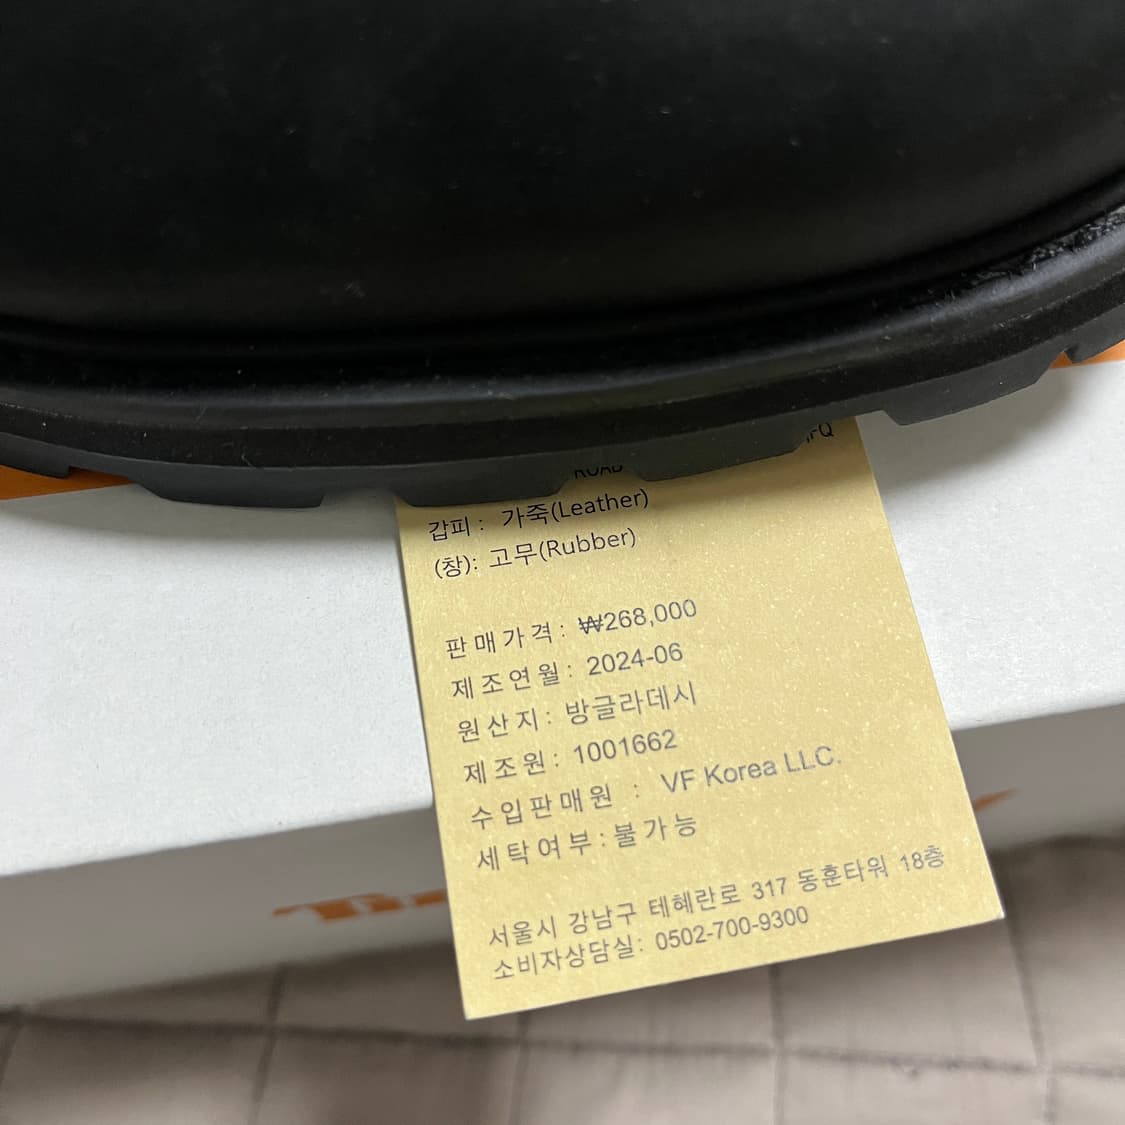 ROAD
갑피 : 가죽(Leather)
(창): 고무(Rubber)
판매가격: ₩268,000
제조연월: 2024-06
원산지: 방글라데시
제조원: 1001662
수입판매원 : VF Korea LLC.
세탁여부:불가능
서울시 강남구 테헤란로 317 동훈타워 18층
소비자상담실: 0502-700-9300